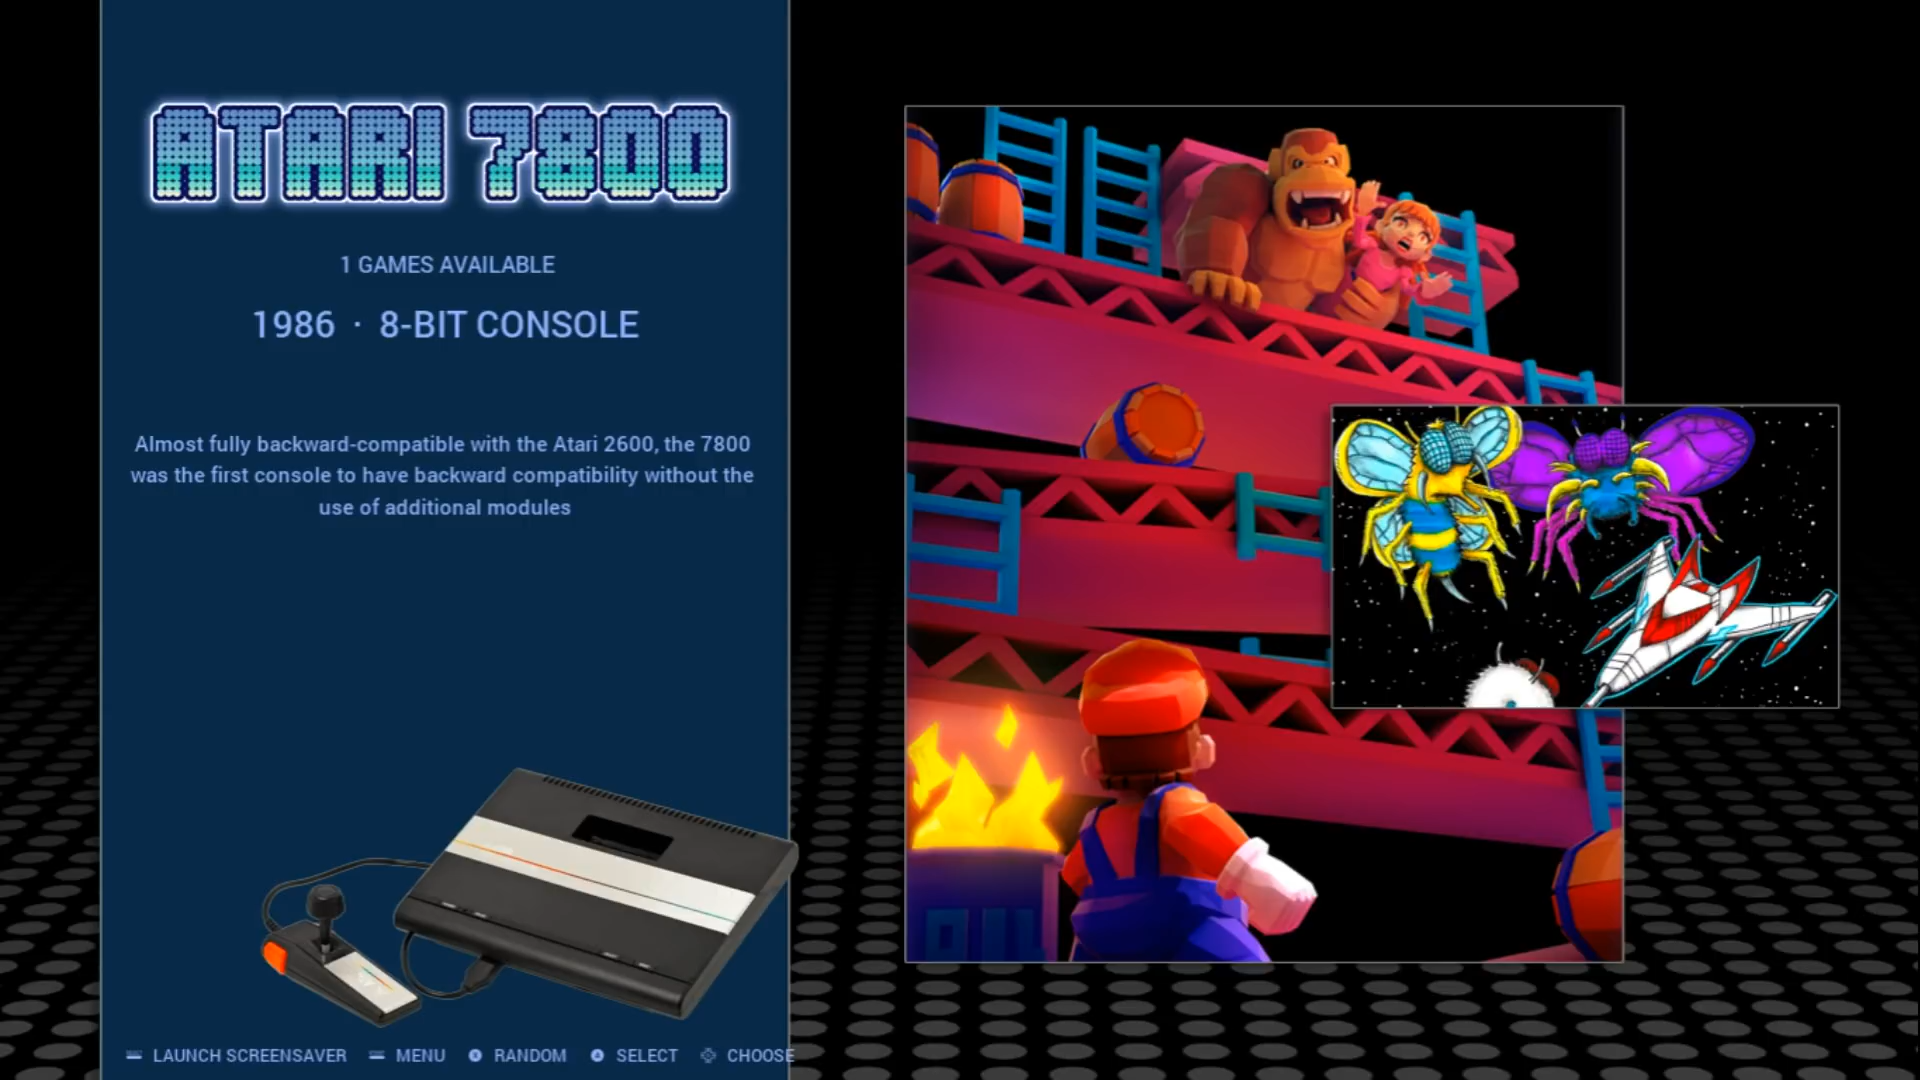 ATARI 7800
1 GAMES AVAILABLE
1986 · 8-BIT CONSOLE
Almost fully backward-compatible with the Atari 2600, the 7800
was the first console to have backward compatibility without the
use of additional modules
OIL
LAUNCH SCREENSAVER MENU RANDOM SELECT CHOOSE